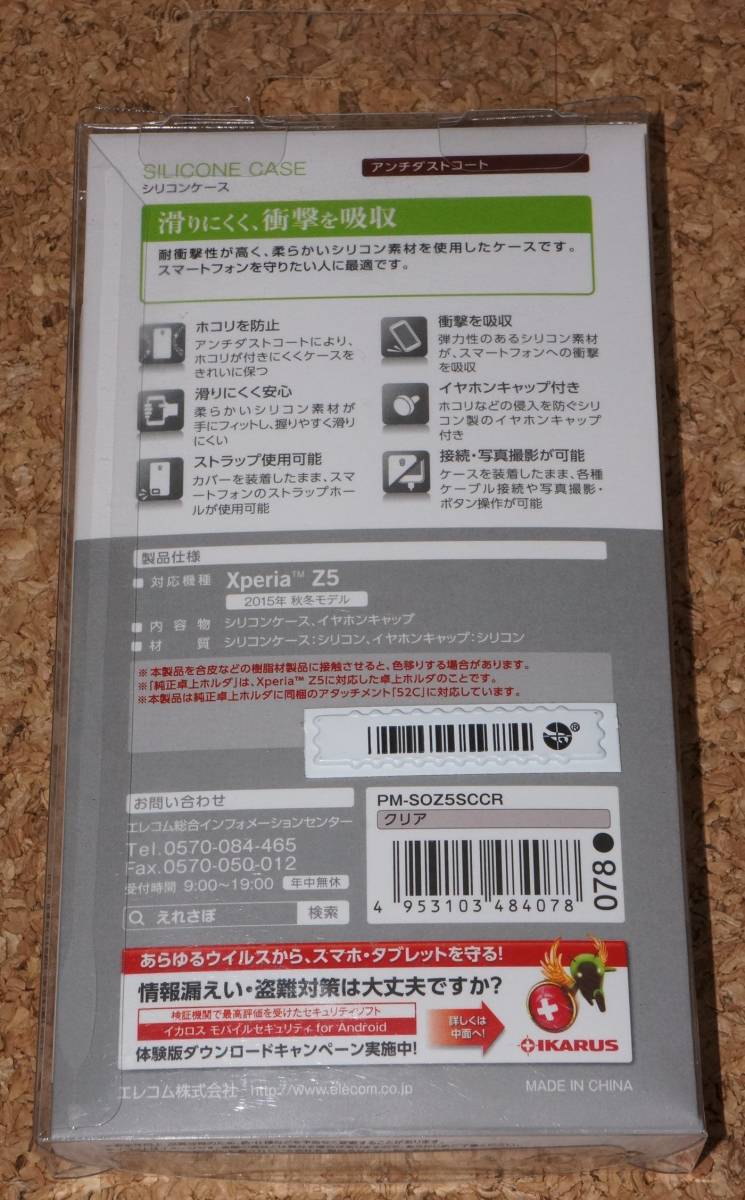 SILICONE CASE
シリコンケース
アンチダストコート
滑りにくく、衝撃を吸収
耐衝撃性が高く、柔らかいシリコン素材を使用したケースです。
スマートフォンを守りたい人に最適です。
ホコリを防止
アンチダストコートにより、
ホコリが付きにくくケースを
きれいに保つ
衝撃を吸収
弾力性のあるシリコン素材
が、スマートフォンへの衝撃
を吸収
滑りにくく安心
柔らかいシリコン素材が
手にフィットし、握りやすく滑り
にくい
イヤホンキャップ付き
ホコリなどの侵入を防ぐシリ
コン製のイヤホンキャップ
付き
ストラップ使用可能
カバーを装着したまま、スマ
ートフォンのストラップホー
ルが使用可能
接続・写真撮影が可能
ケースを装着したまま、各種
ケーブル接続や写真撮影・
ボタン操作が可能
製品仕様
■ 対応機種 Xperia™ Z5
2015年 秋冬モデル
■ 内容物 シリコンケース、イヤホンキャップ
■ 材質 シリコンケース:シリコン、イヤホンキャップ:シリコン
※本製品を合皮などの樹脂材製品に接触させると、色移りする場合があります。
※「純正卓上ホルダ」は、Xperia™ Z5に対応した卓上ホルダのことです。
※本製品は純正卓上ホルダに同梱のアタッチメント「52C」に対応しています。
お問い合わせ
エレコム総合インフォメーションセンター
Tel.0570-084-465
Fax.0570-050-012
受付時間 9:00~19:00 年中無休
えれさぽ 検索
PM-SOZ5SCCR
クリア
4 953103 484078
078●
あらゆるウイルスから、スマホ・タブレットを守る!
情報漏えい・盗難対策は大丈夫ですか?
検証機関で最高評価を受けたセキュリティソフト
イカロス モバイルセキュリティ for Android
体験版ダウンロードキャンペーン実施中!
詳しくは
中面へ!
IKARUS
エレコム株式会社 http://www.elecom.co.jp
MADE IN CHINA